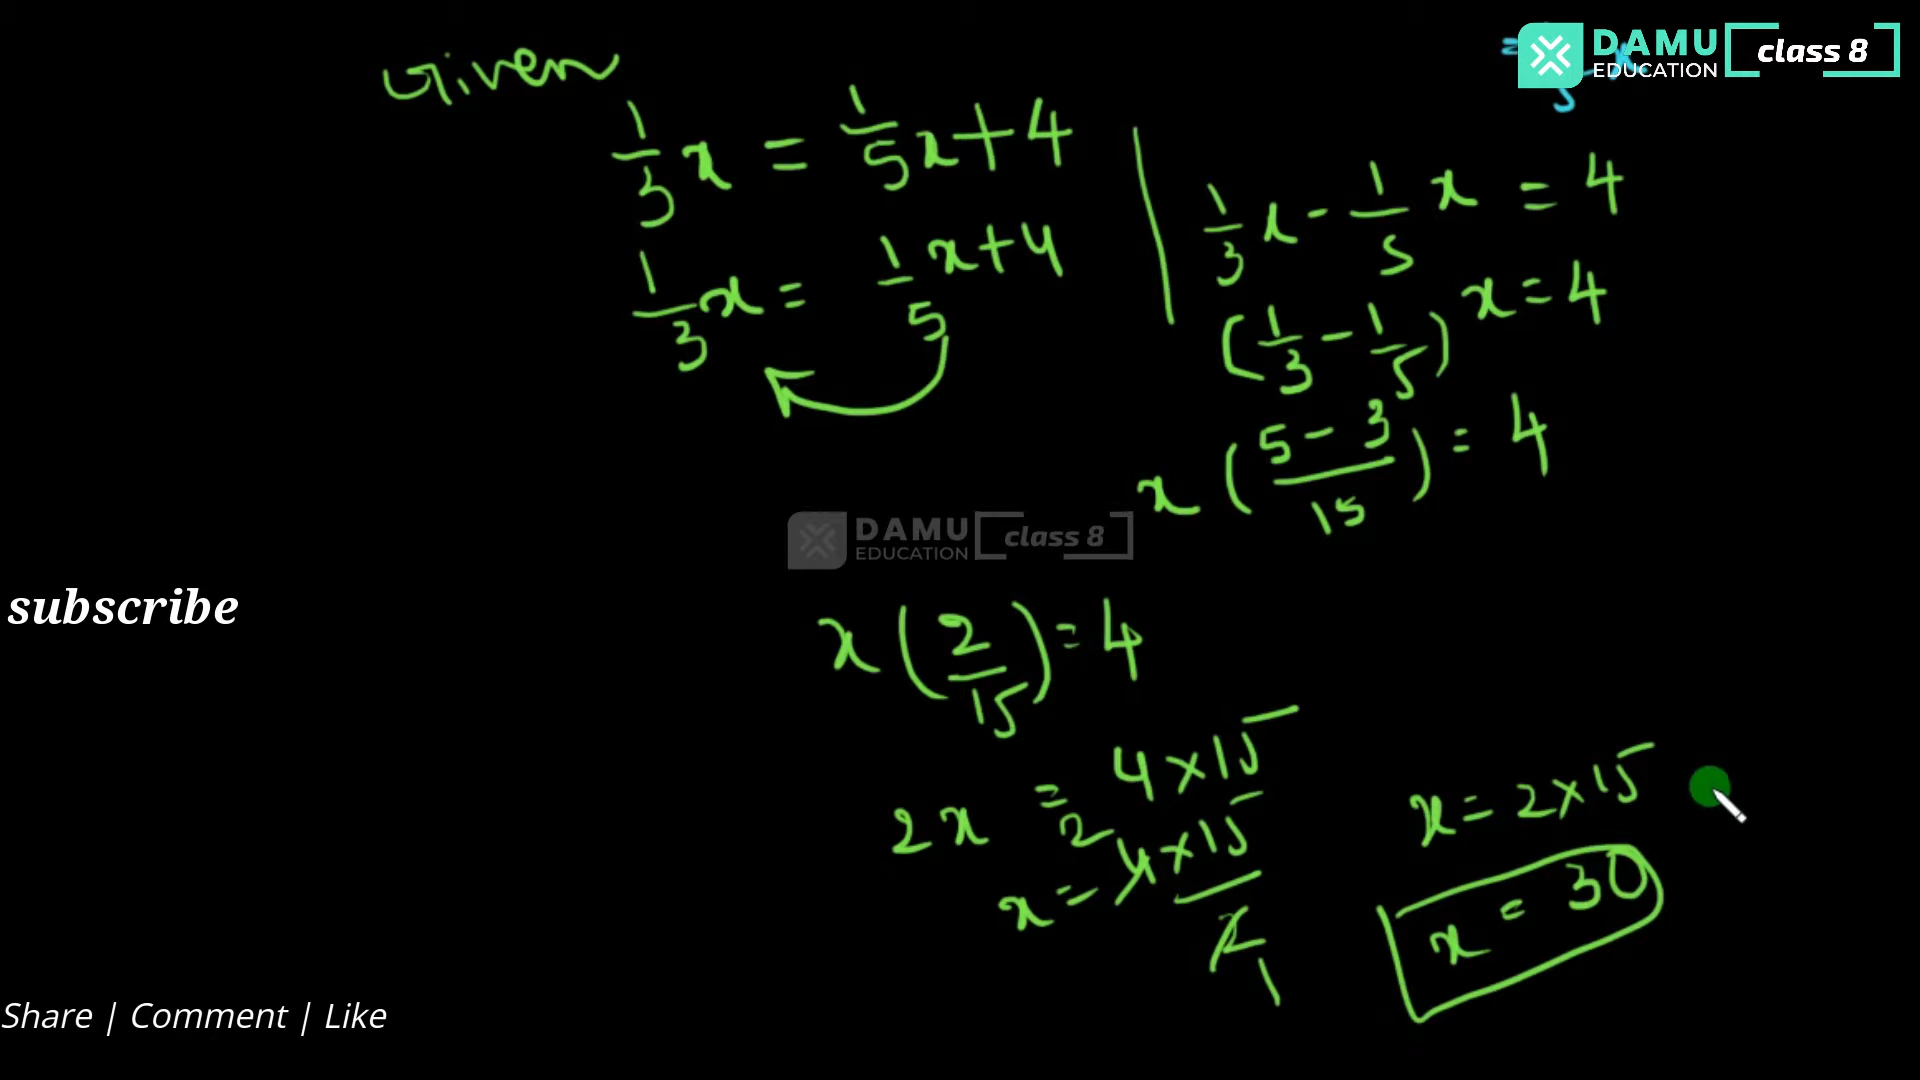 DAMU
EDUCATION
class 8
Given
1/3 x = 1/5 x + 4
1/3 x = 1/5 x + 4
1/3 x - 1/5 x = 4
(1/3 - 1/5) x = 4
x ( 5 - 3 / 15 ) = 4
DAMU
EDUCATION
class 8
subscribe
x ( 2/15 ) = 4
2x = 4 × 15
x = 4 × 15 / 2
2
1
x = 2 × 15
x = 30
Share | Comment | Like